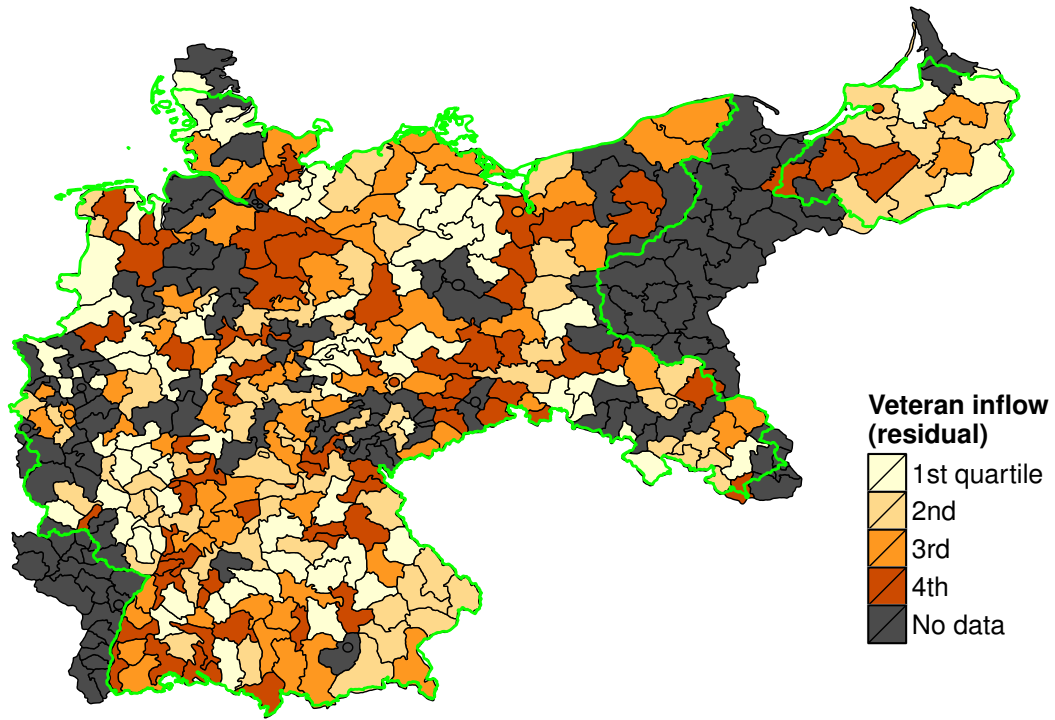 Veteran inflow
(residual)
1st quartile
2nd
3rd
4th
No data